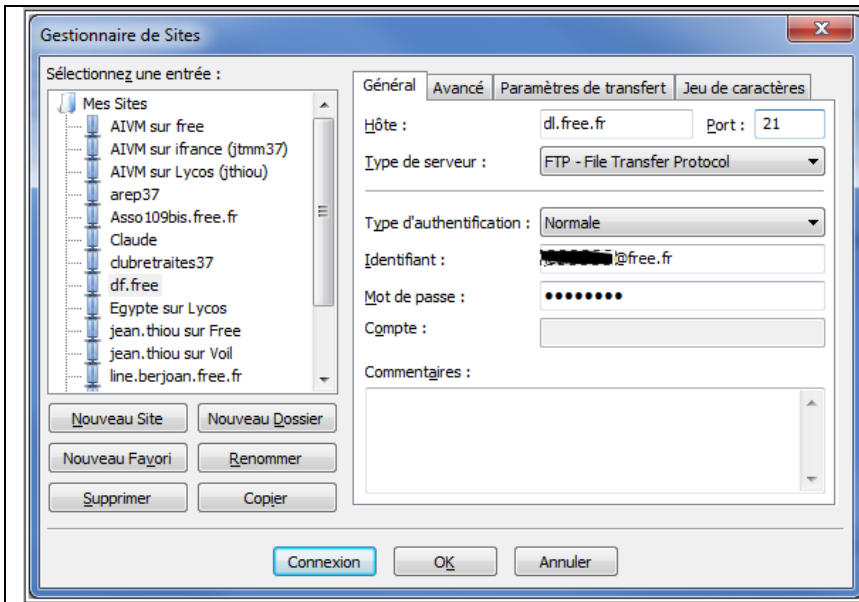 Gestionnaire de Sites
Sélectionnez une entrée :
Mes Sites
AIVM sur free
AIVM sur ifrance (jtmm37)
AIVM sur Lycos (jthiou)
arep37
Asso109bis.free.fr
Claude
clubretraites37
df.free
Egypte sur Lycos
jean.thiou sur Free
jean.thiou sur Voil
line.berjoan.free.fr
Nouveau Site Nouveau Dossier
Nouveau Favori Renommer
Supprimer Copier
Général Avancé Paramètres de transfert Jeu de caractères
Hôte : dl.free.fr Port : 21
Type de serveur : FTP - File Transfer Protocol
Type d'authentification : Normale
Identifiant : @free.fr
Mot de passe : ••••••••
Compte :
Commentaires :
Connexion OK Annuler